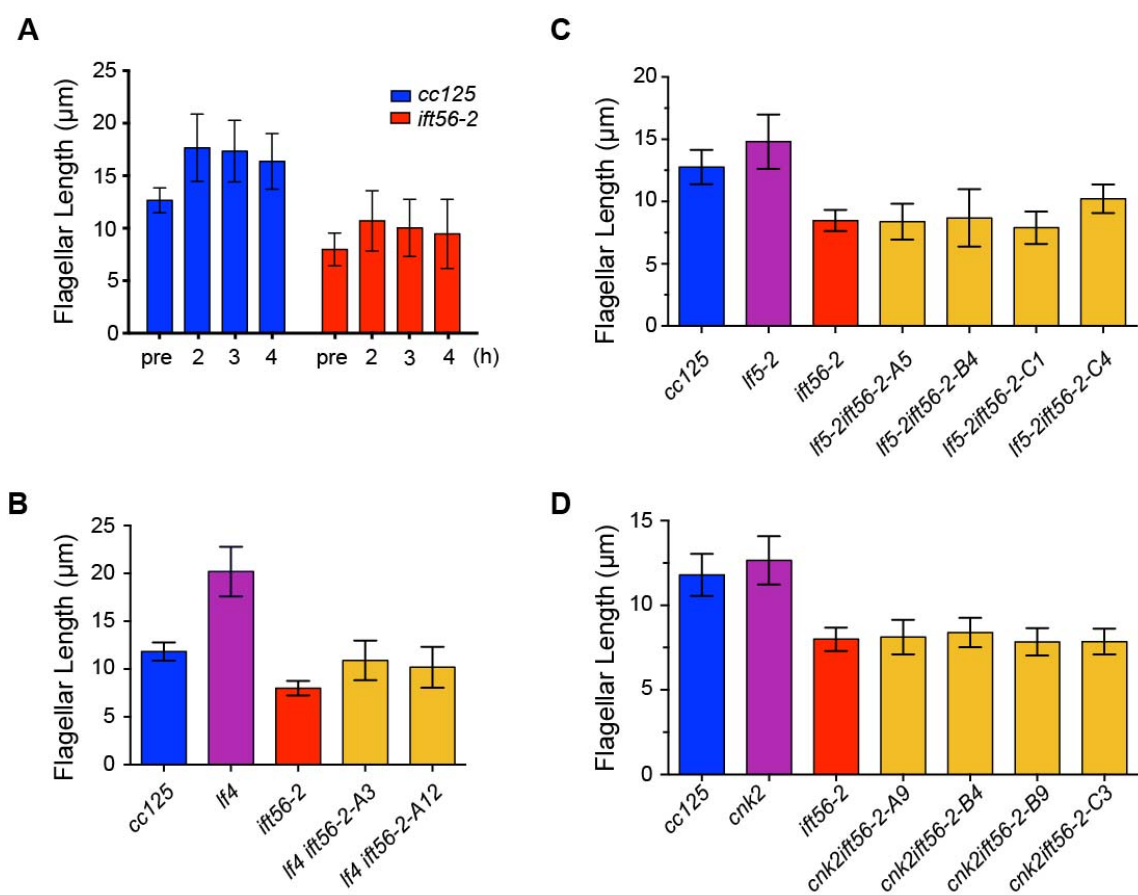 A
Flagellar Length (µm)
25
20
15
10
5
0
cc125
ift56-2
pre 2 3 4 pre 2 3 4 (h)
B
Flagellar Length (µm)
25
20
15
10
5
0
cc125
lf4
ift56-2
lf4 ift56-2-A3
lf4 ift56-2-A12
C
Flagellar Length (µm)
20
15
10
5
0
cc125
lf5-2
ift56-2
lf5-2ift56-2-A5
lf5-2ift56-2-B4
lf5-2ift56-2-C1
lf5-2ift56-2-C4
D
Flagellar Length (µm)
15
10
5
0
cc125
cnk2
ift56-2
cnk2ift56-2-A9
cnk2ift56-2-B4
cnk2ift56-2-B9
cnk2ift56-2-C3